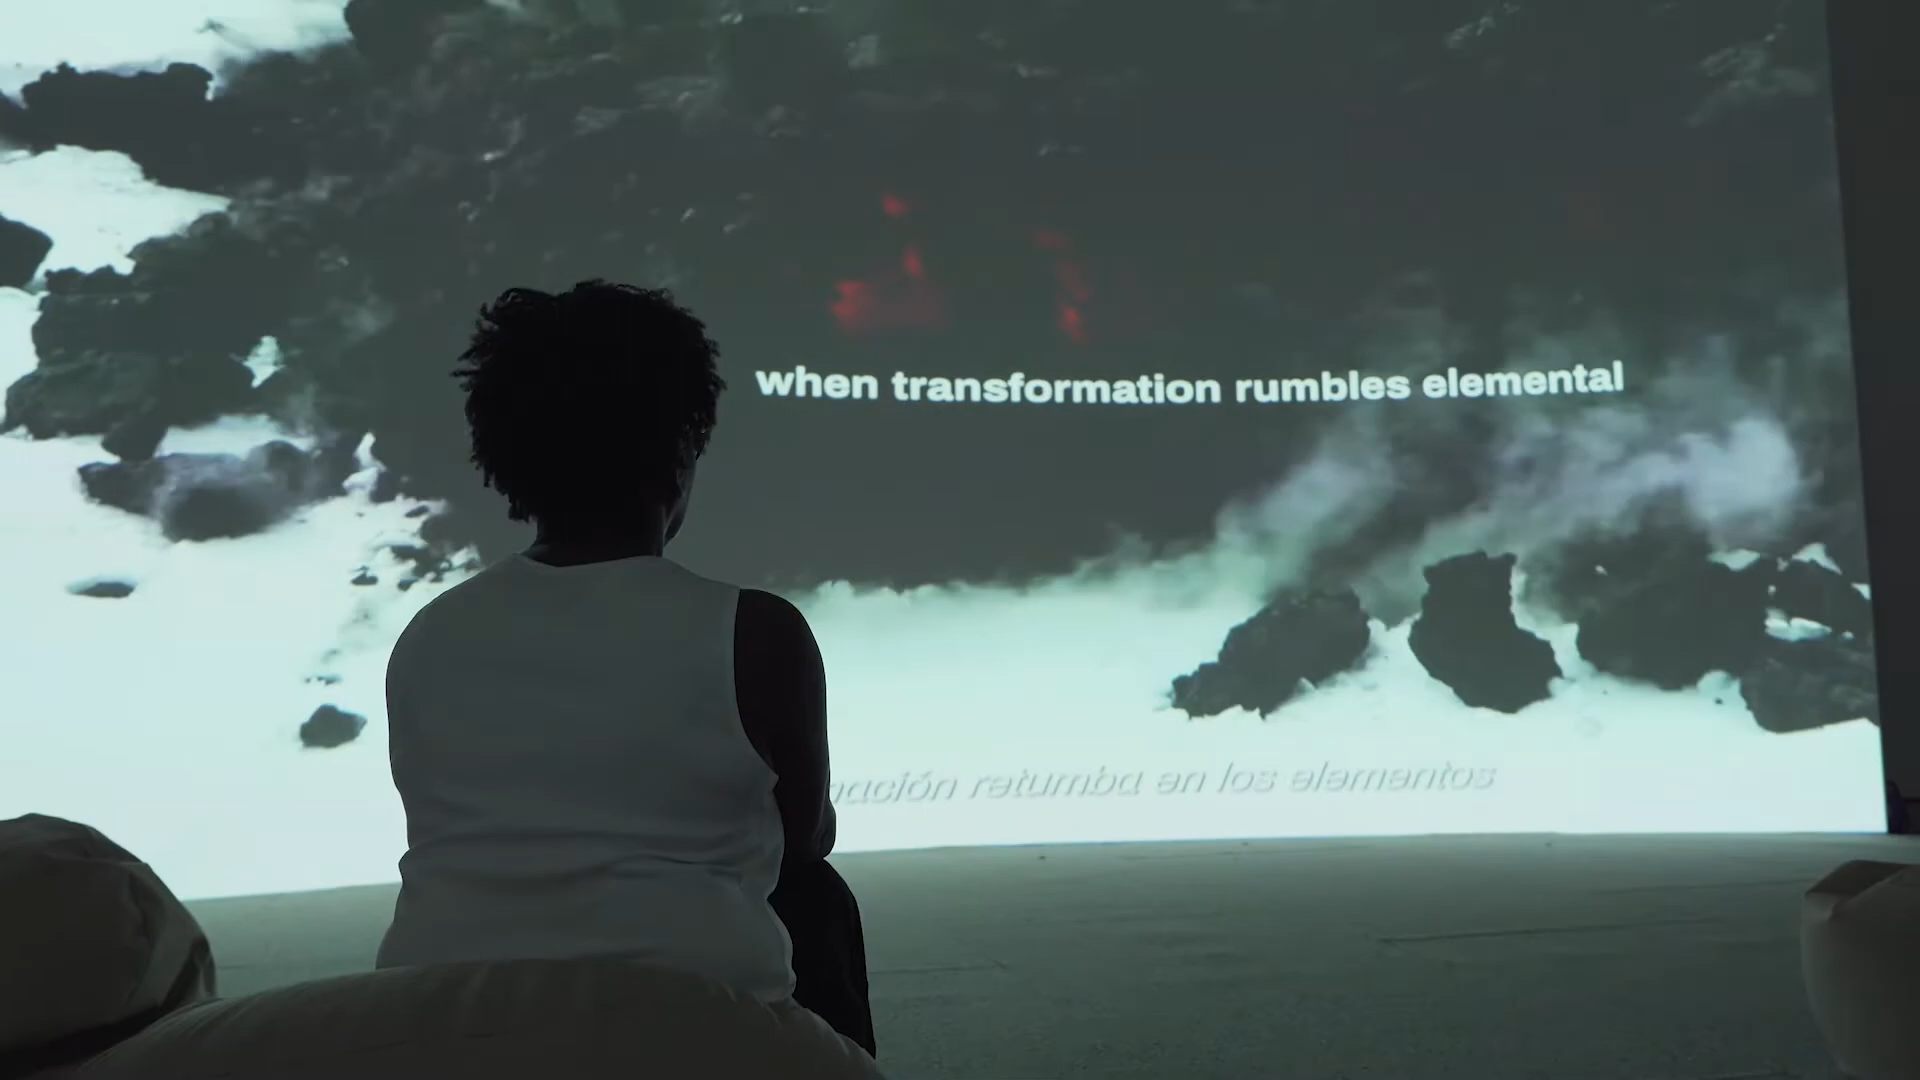 when transformation rumbles elemental
retumba en los elementos